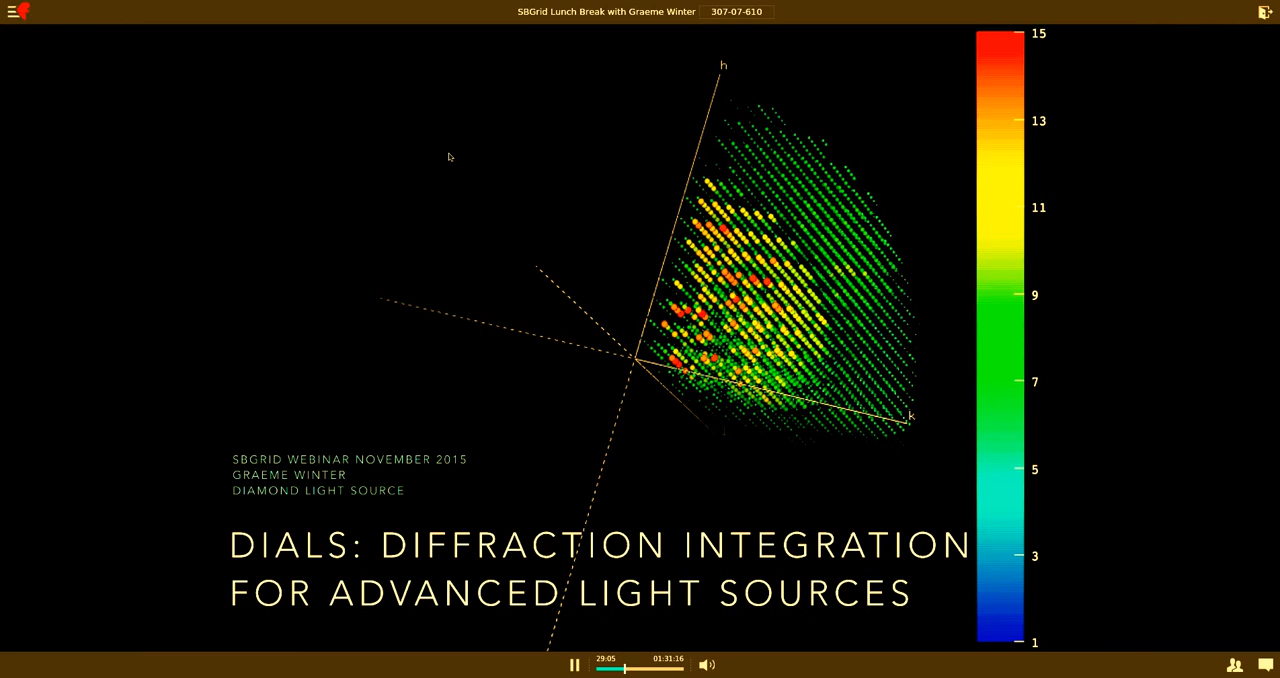 SBGrid Lunch Break with Graeme Winter 307-07-610
h
k
15
13
11
9
7
5
3
1
SBGRID WEBINAR NOVEMBER 2015
GRAEME WINTER
DIAMOND LIGHT SOURCE
DIALS: DIFFRACTION INTEGRATION
FOR ADVANCED LIGHT SOURCES
29:05 01:31:16